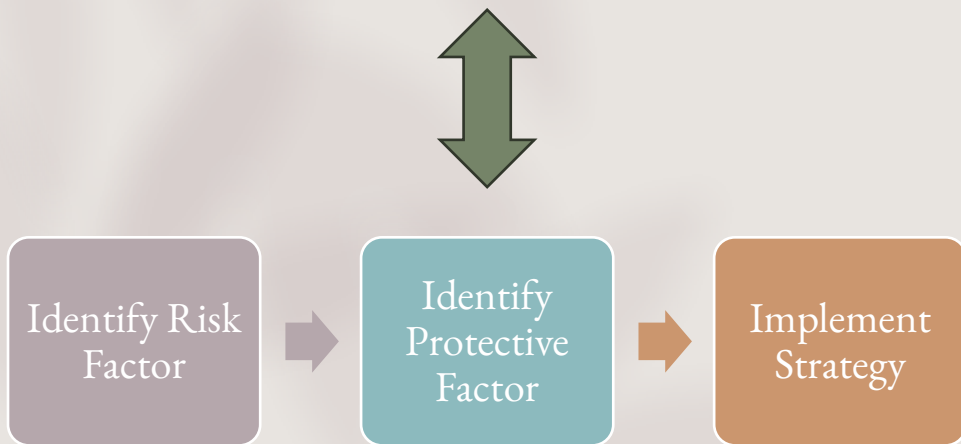 Identify Risk
Factor
Identify
Protective
Factor
Implement
Strategy